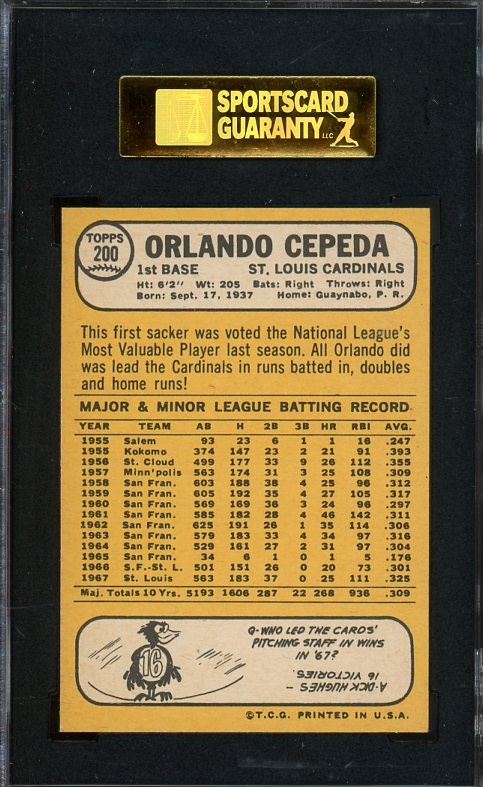 SPORTSCARD
GUARANTY LLC
TOPPS
200
ORLANDO CEPEDA
1st BASE ST. LOUIS CARDINALS
Ht: 6'2" Wt: 205 Bats: Right Throws: Right
Born: Sept. 17, 1937 Home: Guaynabo, P. R.
This first sacker was voted the National League's
Most Valuable Player last season. All Orlando did
was lead the Cardinals in runs batted in, doubles
and home runs!
MAJOR & MINOR LEAGUE BATTING RECORD
YEAR TEAM AB H 2B 3B HR RBI AVG.
1955 Salem 93 23 6 1 1 16 .247
1955 Kokomo 374 147 23 2 21 91 .393
1956 St. Cloud 499 177 33 9 26 112 .355
1957 Minn'polis 563 174 31 3 25 108 .309
1958 San Fran. 603 188 38 4 25 96 .312
1959 San Fran. 605 192 35 4 27 105 .317
1960 San Fran. 569 169 36 3 24 96 .297
1961 San Fran. 585 182 28 4 46 142 .311
1962 San Fran. 625 191 26 1 35 114 .306
1963 San Fran. 579 183 33 4 34 97 .316
1964 San Fran. 529 161 27 2 31 97 .304
1965 San Fran. 34 6 1 0 1 5 .176
1966 S.F.-St. L. 501 151 26 0 20 73 .301
1967 St. Louis 563 183 37 0 25 111 .325
Maj. Totals 10 Yrs. 5193 1606 287 22 268 936 .309
16
Q-WHO LED THE CARDS'
PITCHING STAFF IN WINS
IN '67?
A-DICK HUGHES -
16 VICTORIES.
©T.C.G. PRINTED IN U.S.A.